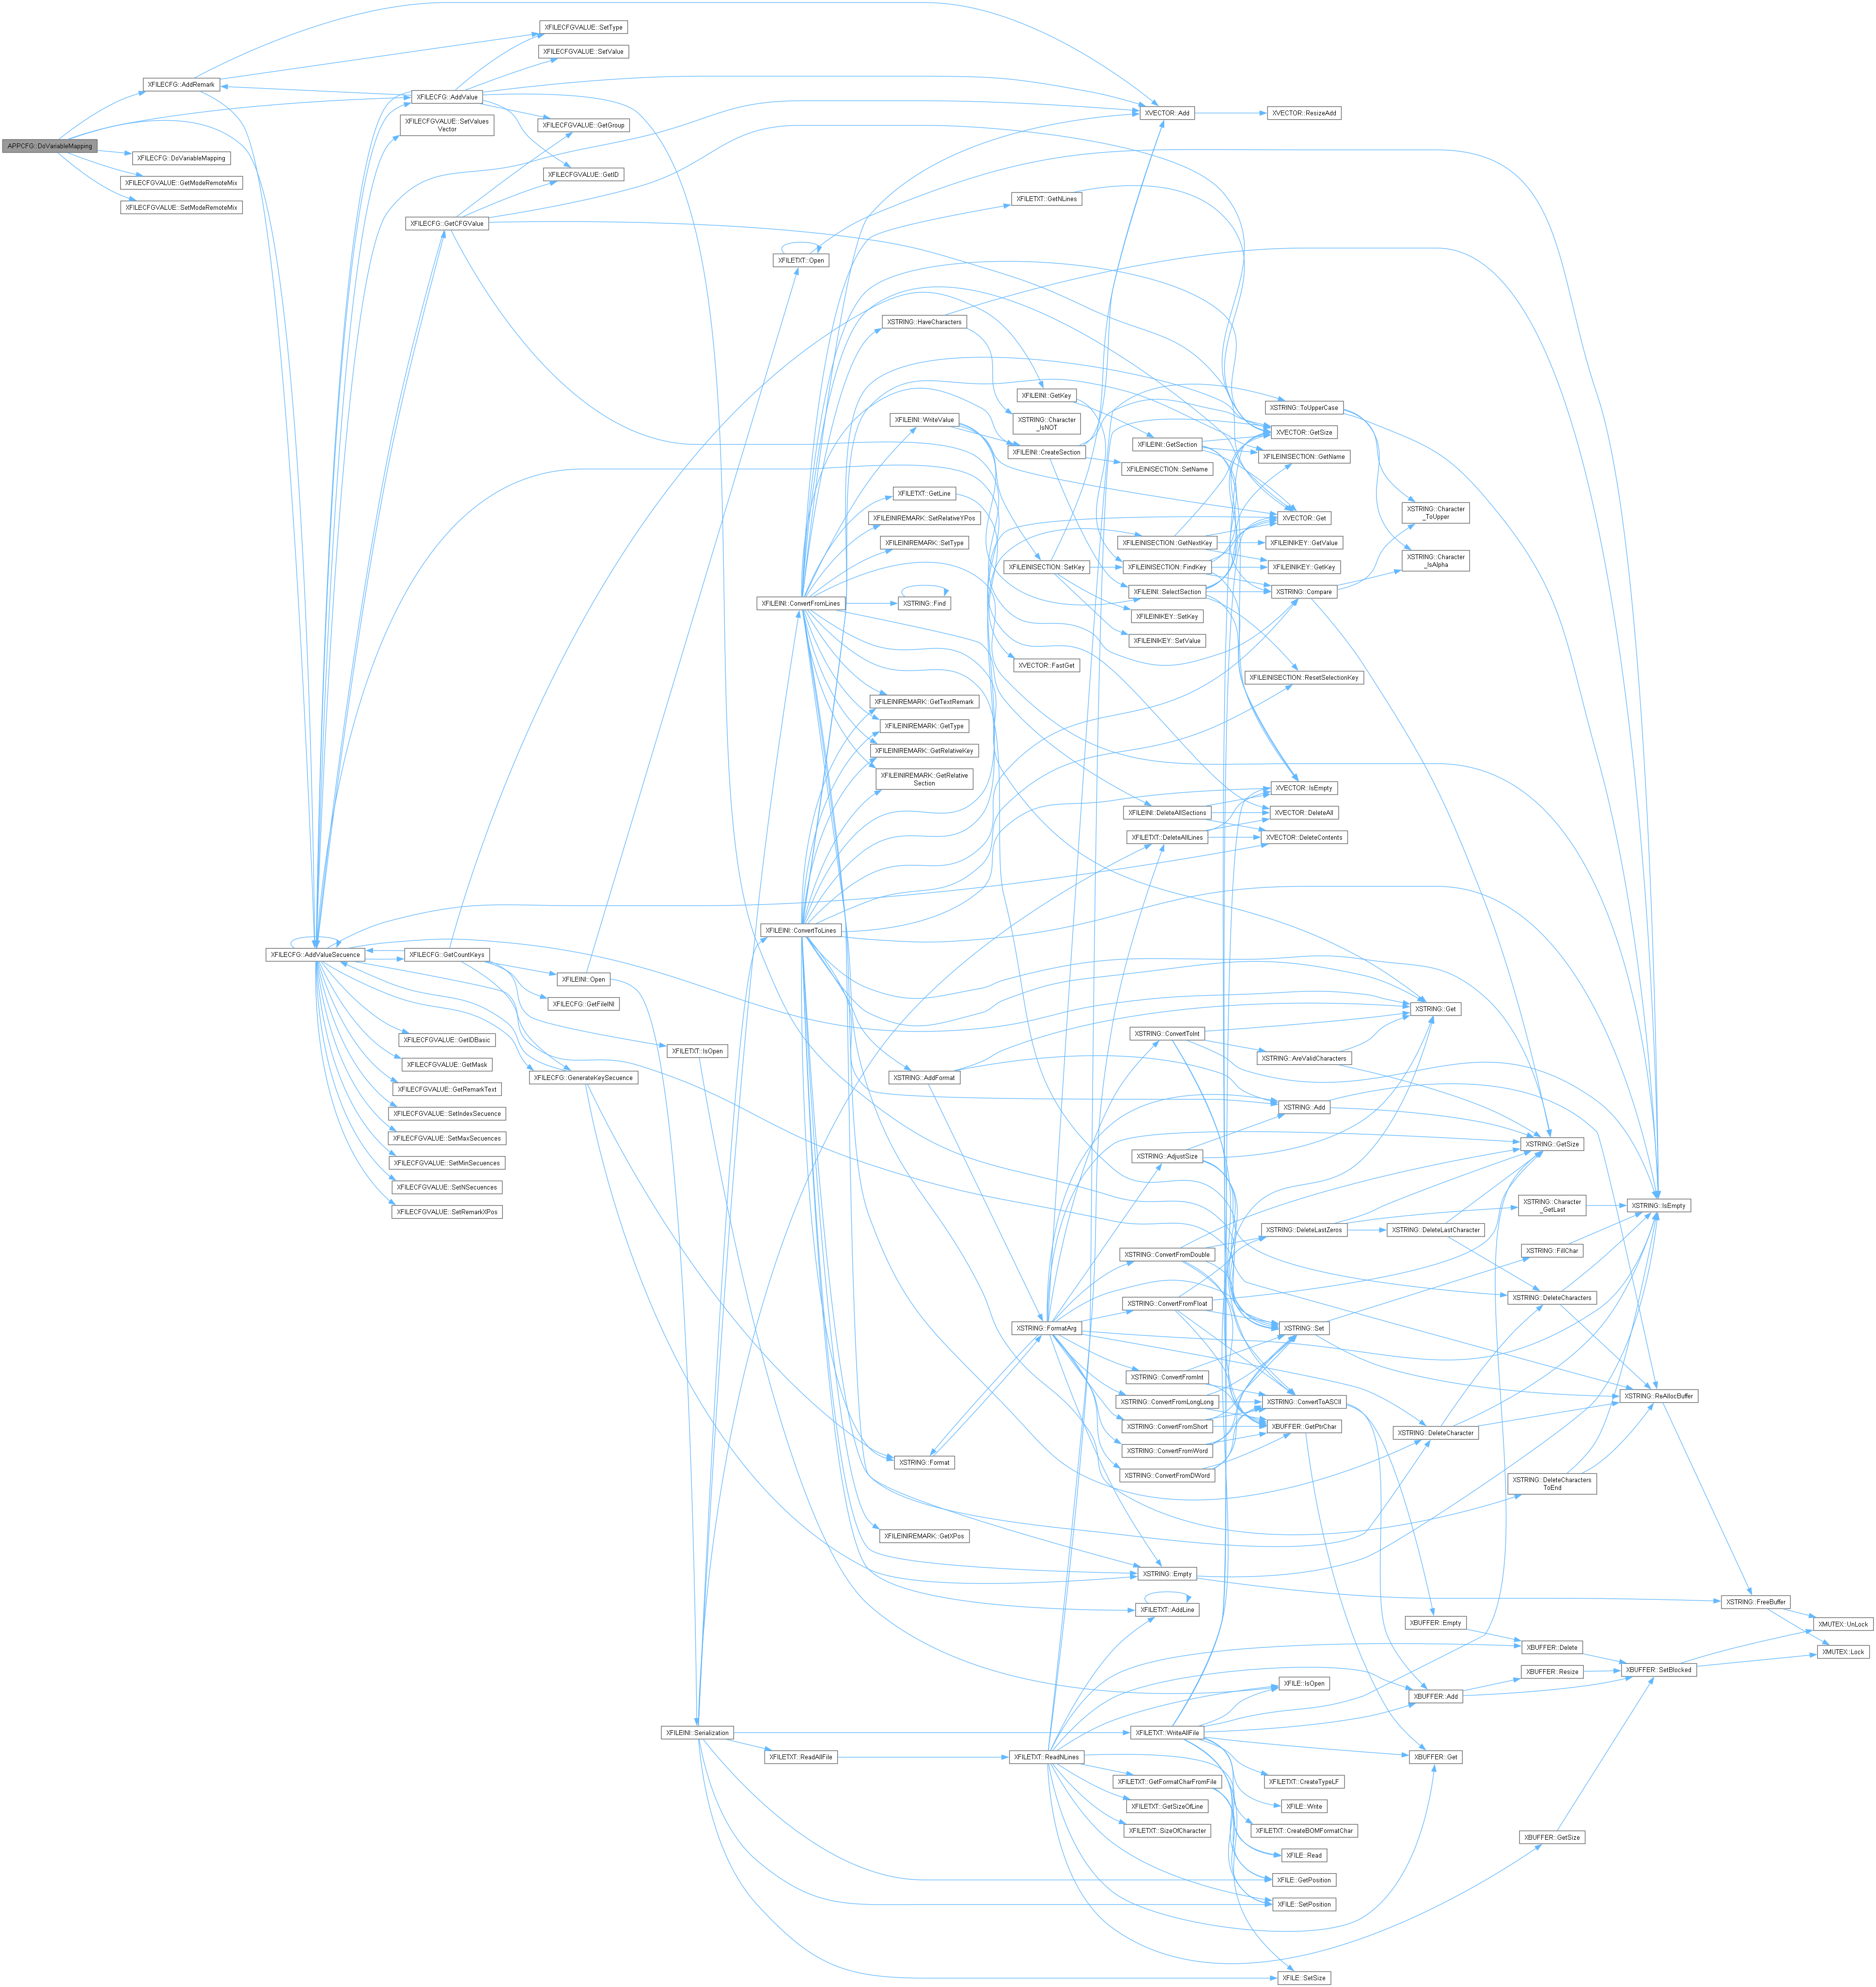 XFILECFGVALUE::SetType
XFILECFGVALUE::SetValue
XFILECFG::AddRemark
XFILECFG::AddValue
XVECTOR::Add
XVECTOR::ResizeAdd
XFILECFGVALUE::SetValues
Vector
XFILECFGVALUE::GetGroup
APPCFG::DoVariableMapping
XFILECFG::DoVariableMapping
XFILECFGVALUE::GetID
XFILECFGVALUE::GetModeRemoteMix
XFILECFGVALUE::SetModeRemoteMix
XFILETXT::GetNLines
XFILECFG::GetCFGValue
XFILETXT::Open
XSTRING::HaveCharacters
XFILEINI::GetKey
XSTRING::ToUpperCase
XFILEINI::WriteValue
XSTRING::Character
_IsNOT
XVECTOR::GetSize
XFILEINI::GetSection
XFILEINI::CreateSection
XFILEINISECTION::GetName
XFILEINISECTION::SetName
XFILETXT::GetLine
XSTRING::Character
_ToUpper
XFILEINIREMARK::SetRelativeYPos
XVECTOR::Get
XFILEINIREMARK::SetType
XFILEINISECTION::GetNextKey
XFILEINIKEY::GetValue
XSTRING::Character
_IsAlpha
XFILEINISECTION::SetKey
XFILEINISECTION::FindKey
XFILEINIKEY::GetKey
XFILEINI::SelectSection
XSTRING::Compare
XFILEINI::ConvertFromLines
XSTRING::Find
XFILEINIKEY::SetKey
XFILEINIKEY::SetValue
XVECTOR::FastGet
XFILEINISECTION::ResetSelectionKey
XFILEINIREMARK::GetTextRemark
XFILEINIREMARK::GetType
XFILEINIREMARK::GetRelativeKey
XFILEINIREMARK::GetRelative
Section
XVECTOR::IsEmpty
XFILEINI::DeleteAllSections
XVECTOR::DeleteAll
XFILETXT::DeleteAllLines
XVECTOR::DeleteContents
XFILEINI::ConvertToLines
XFILECFG::AddValueSecuence
XFILECFG::GetCountKeys
XFILEINI::Open
XFILECFG::GetFileINI
XSTRING::Get
XFILECFGVALUE::GetIDBasic
XSTRING::ConvertToInt
XFILETXT::IsOpen
XSTRING::AreValidCharacters
XFILECFGVALUE::GetMask
XFILECFG::GenerateKeySecuence
XSTRING::AddFormat
XFILECFGVALUE::GetRemarkText
XSTRING::Add
XFILECFGVALUE::SetIndexSecuence
XFILECFGVALUE::SetMaxSecuences
XSTRING::GetSize
XSTRING::AdjustSize
XFILECFGVALUE::SetMinSecuences
XFILECFGVALUE::SetNSecuences
XFILECFGVALUE::SetRemarkXPos
XSTRING::Character
_GetLast
XSTRING::IsEmpty
XSTRING::DeleteLastZeros
XSTRING::DeleteLastCharacter
XSTRING::ConvertFromDouble
XSTRING::FillChar
XSTRING::DeleteCharacters
XSTRING::ConvertFromFloat
XSTRING::FormatArg
XSTRING::Set
XSTRING::ConvertFromInt
XSTRING::ConvertFromLongLong
XSTRING::ConvertToASCII
XSTRING::ReAllocBuffer
XSTRING::ConvertFromShort
XBUFFER::GetPtrChar
XSTRING::DeleteCharacter
XSTRING::ConvertFromWord
XSTRING::Format
XSTRING::ConvertFromDWord
XSTRING::DeleteCharacters
ToEnd
XFILEINIREMARK::GetXPos
XSTRING::Empty
XSTRING::FreeBuffer
XFILETXT::AddLine
XBUFFER::Empty
XMUTEX::UnLock
XBUFFER::Delete
XMUTEX::Lock
XBUFFER::Resize
XBUFFER::SetBlocked
XFILE::IsOpen
XBUFFER::Add
XFILEINI::Serialization
XFILETXT::WriteAllFile
XFILETXT::ReadAllFile
XFILETXT::ReadNLines
XBUFFER::Get
XFILETXT::GetFormatCharFromFile
XFILETXT::CreateTypeLF
XFILETXT::GetSizeOfLine
XFILE::Write
XFILETXT::SizeOfCharacter
XFILETXT::CreateBOMFormatChar
XBUFFER::GetSize
XFILE::Read
XFILE::GetPosition
XFILE::SetPosition
XFILE::SetSize